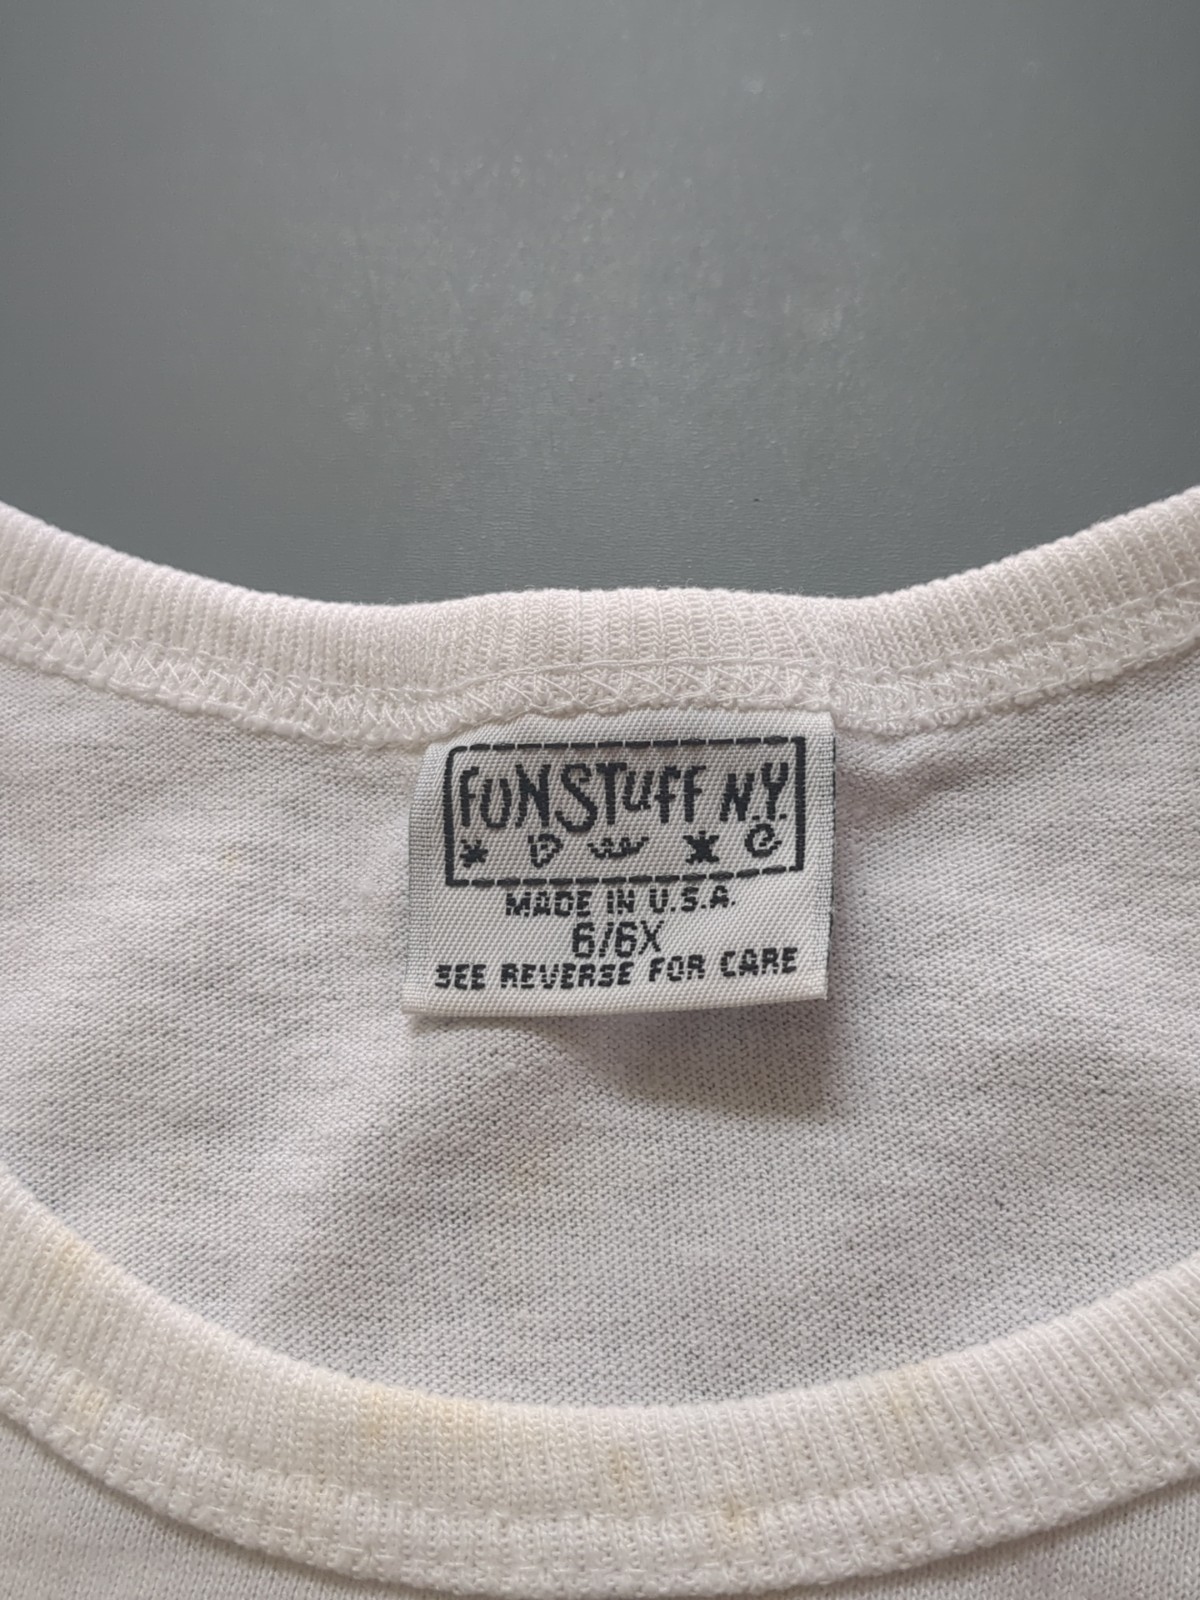 FUNSTUFF N.Y.
MADE IN U.S.A.
6/6X
SEE REVERSE FOR CARE